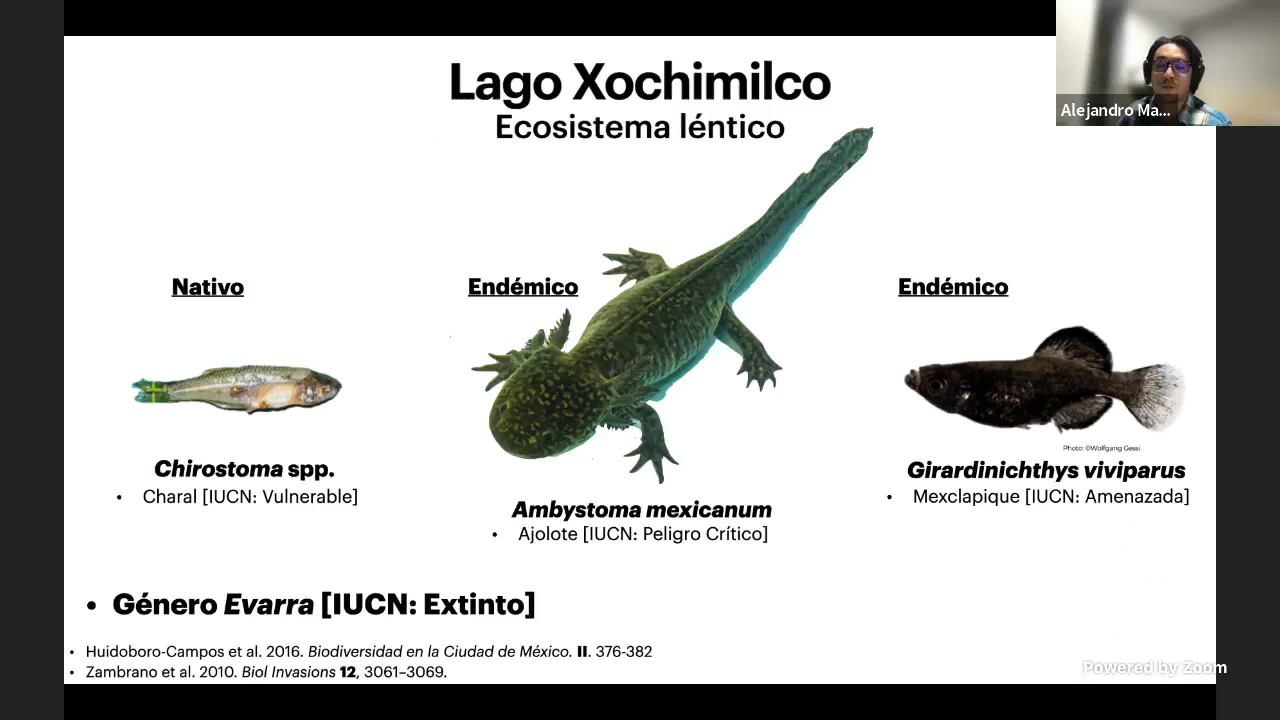 Lago Xochimilco
Ecosistema léntico
Alejandro Ma...
Nativo
Endémico
Endémico
Photo: ©Wolfgang Gessi
Chirostoma spp.
• Charal [IUCN: Vulnerable]
Ambystoma mexicanum
• Ajolote [IUCN: Peligro Crítico]
Girardinichthys viviparus
• Mexclapique [IUCN: Amenazada]
• Género Evarra [IUCN: Extinto]
• Huidoboro-Campos et al. 2016. Biodiversidad en la Ciudad de México. II. 376-382
• Zambrano et al. 2010. Biol Invasions 12, 3061–3069.
Powered by Zoom